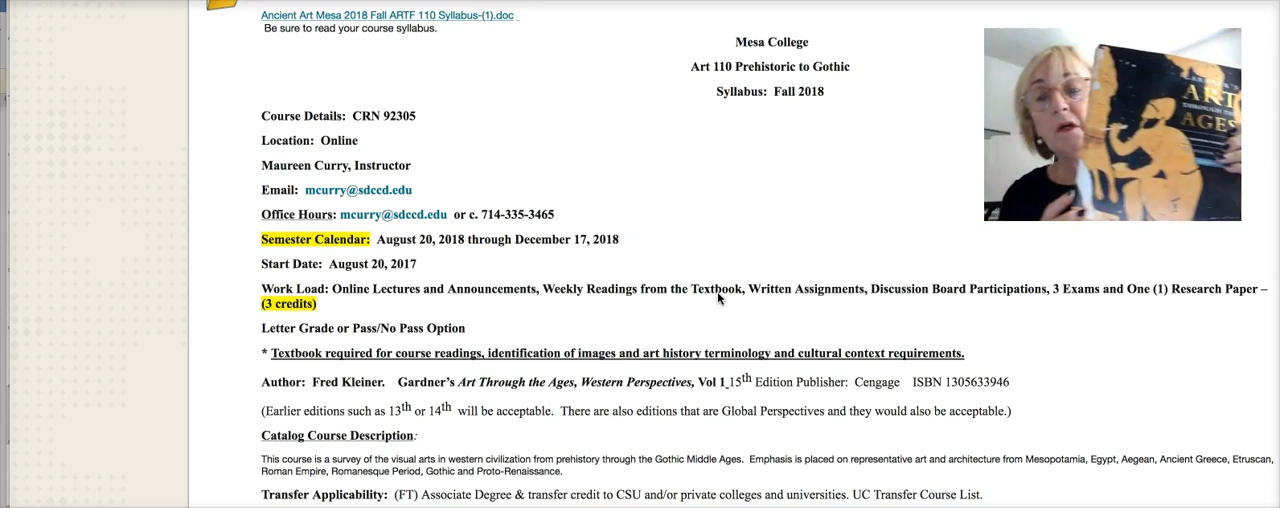 Ancient Art Mesa 2018 Fall ARTF 110 Syllabus-(1).doc
Be sure to read your course syllabus.
Mesa College
Art 110 Prehistoric to Gothic
Syllabus: Fall 2018
ART
THROUGH THE
AGES
Course Details: CRN 92305
Location: Online
Maureen Curry, Instructor
Email: mcurry@sdccd.edu
Office Hours: mcurry@sdccd.edu or c. 714-335-3465
Semester Calendar: August 20, 2018 through December 17, 2018
Start Date: August 20, 2017
Work Load: Online Lectures and Announcements, Weekly Readings from the Textbook, Written Assignments, Discussion Board Participations, 3 Exams and One (1) Research Paper –
(3 credits)
Letter Grade or Pass/No Pass Option
* Textbook required for course readings, identification of images and art history terminology and cultural context requirements.
Author: Fred Kleiner. Gardner's Art Through the Ages, Western Perspectives, Vol 1 15th Edition Publisher: Cengage ISBN 1305633946
(Earlier editions such as 13th or 14th will be acceptable. There are also editions that are Global Perspectives and they would also be acceptable.)
Catalog Course Description:
This course is a survey of the visual arts in western civilization from prehistory through the Gothic Middle Ages. Emphasis is placed on representative art and architecture from Mesopotamia, Egypt, Aegean, Ancient Greece, Etruscan,
Roman Empire, Romanesque Period, Gothic and Proto-Renaissance.
Transfer Applicability: (FT) Associate Degree & transfer credit to CSU and/or private colleges and universities. UC Transfer Course List.